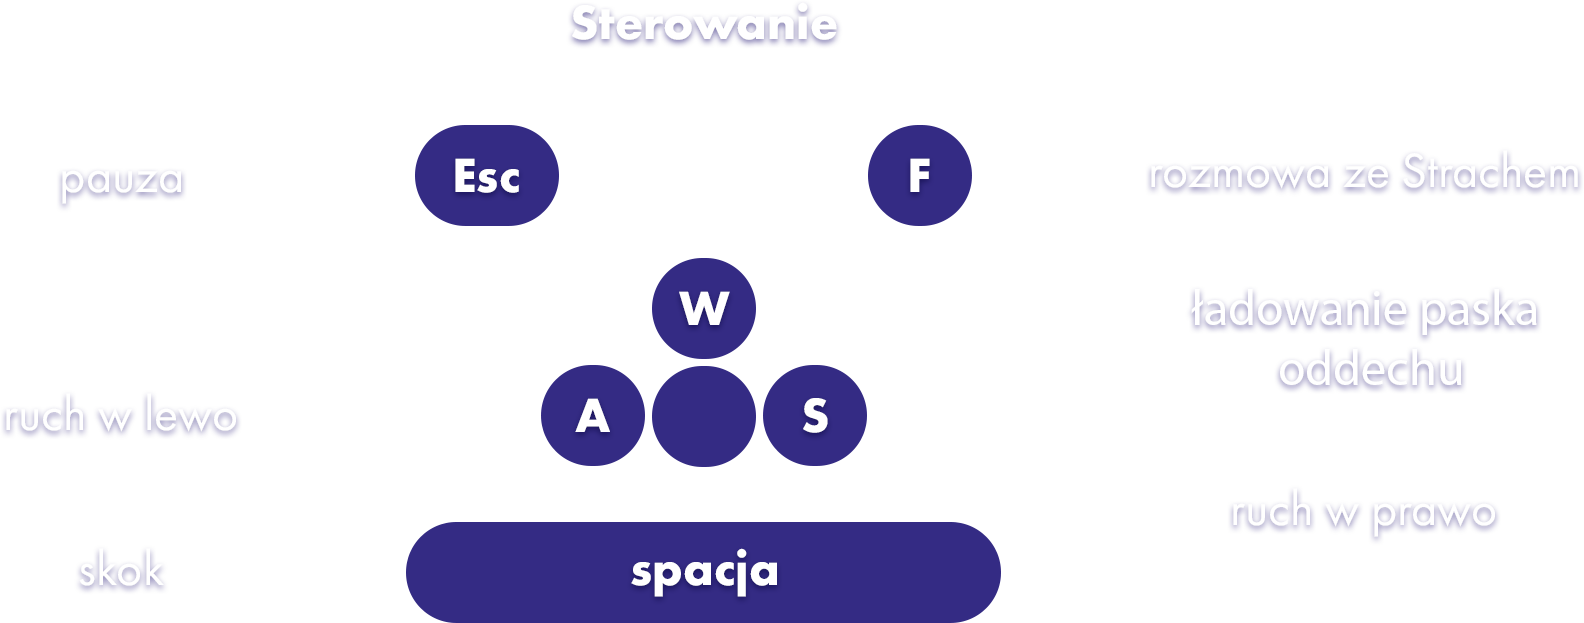 Sterowanie
pauza
Esc
F
rozmowa ze Strachem
W
ładowanie paska
oddechu
ruch w lewo
A
S
ruch w prawo
skok
spacja